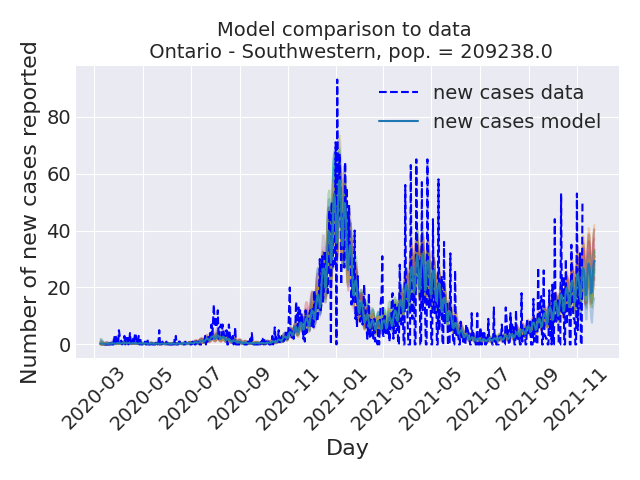 Model comparison to data
Ontario - Southwestern, pop. = 209238.0
Number of new cases reported
80
60
40
20
0
new cases data
new cases model
2020-03
2020-05
2020-07
2020-09
2020-11
2021-01
2021-03
2021-05
2021-07
2021-09
2021-11
Day